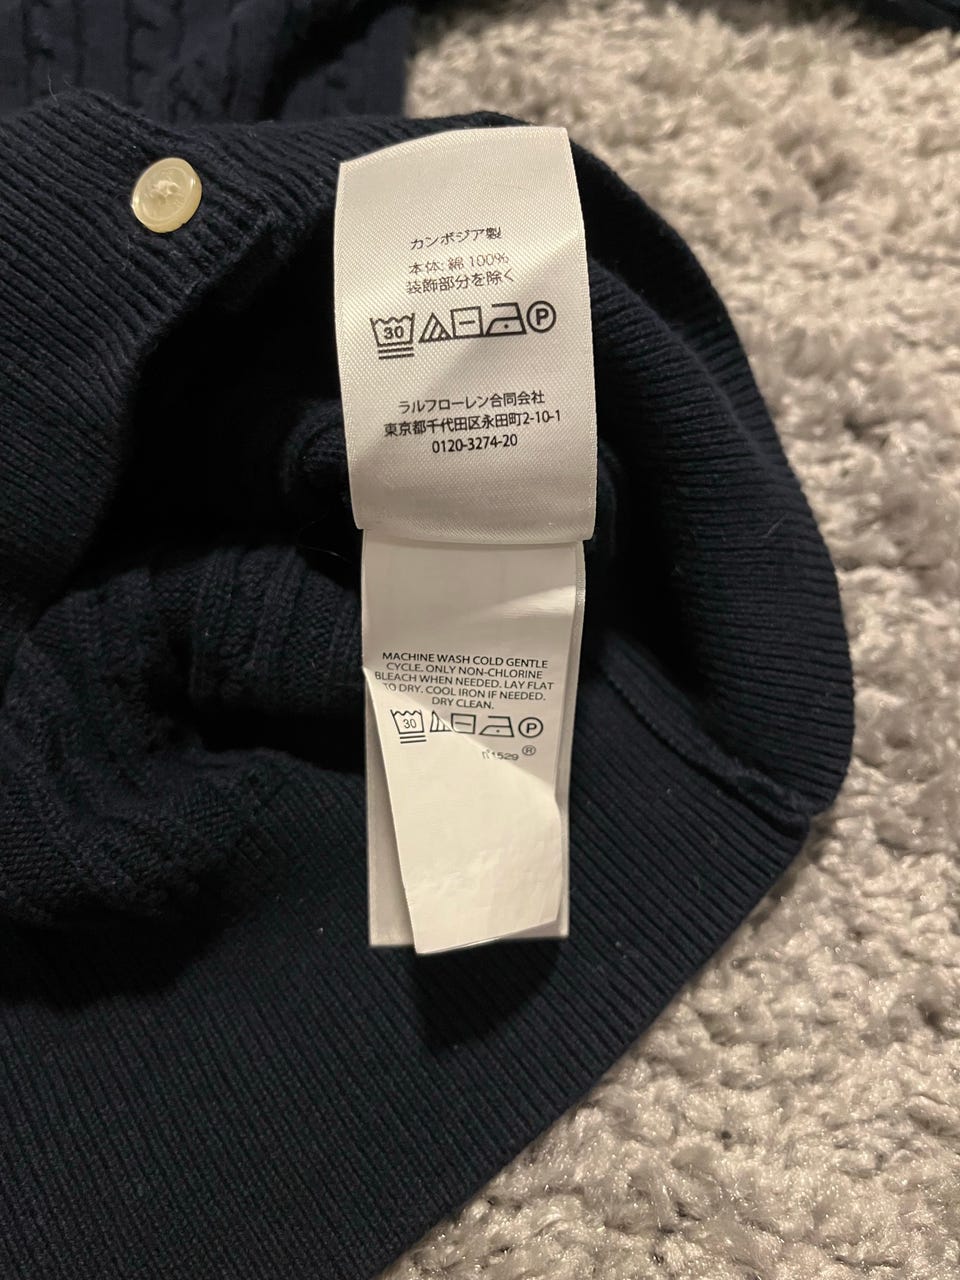 カンボジア製
本体: 綿 100%
装飾部分を除く
30 P
ラルフローレン合同会社
東京都千代田区永田町2-10-1
0120-3274-20
MACHINE WASH COLD GENTLE
CYCLE. ONLY NON-CHLORINE
BLEACH WHEN NEEDED. LAY FLAT
TO DRY. COOL IRON IF NEEDED.
DRY CLEAN.
30 P
®